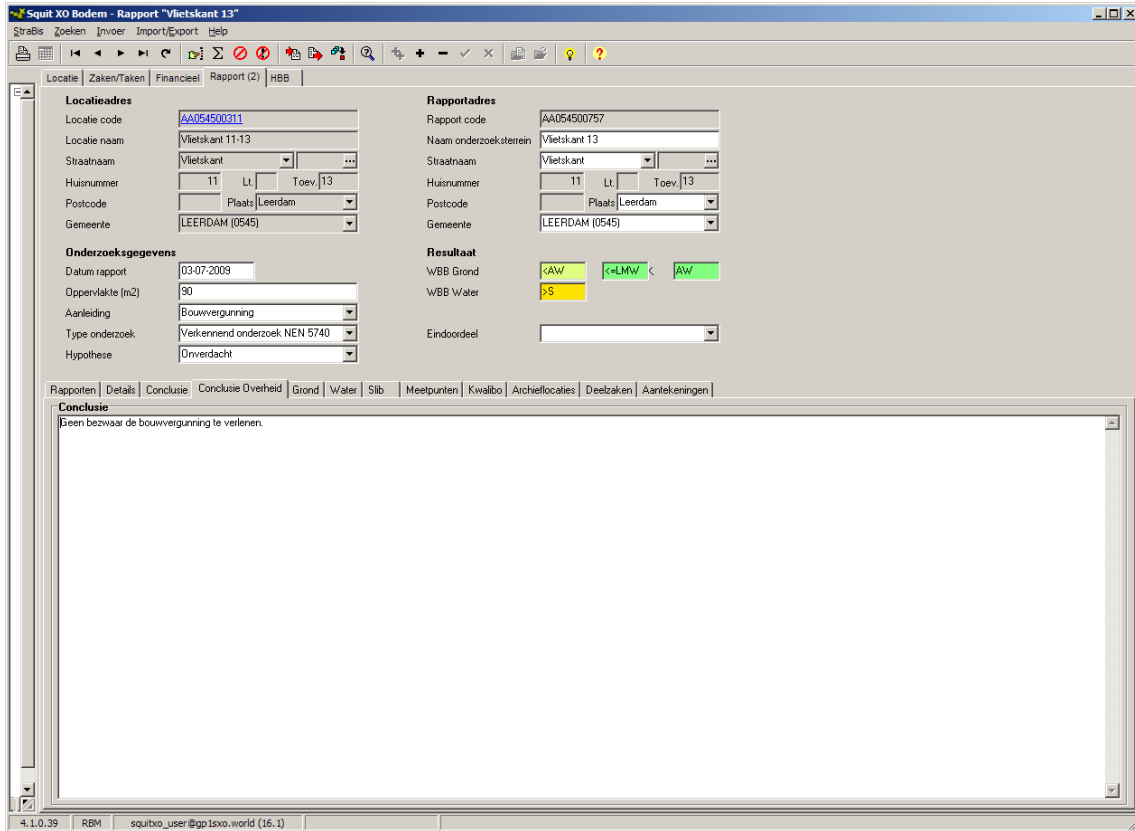 Squit XO Bodem - Rapport "Vlietskant 13"
StraBis Zoeken Invoer Import/Export Help
Locatie Zaken/Taken Financieel Rapport (2) HBB
Locatieadres
Locatie code AA054500311
Locatie naam Vlietskant 11-13
Straatnaam Vlietskant ...
Huisnummer 11 Lt. Toev. 13
Postcode Plaats Leerdam
Gemeente LEERDAM (0545)
Rapportadres
Rapport code AA054500757
Naam onderzoeksterrein Vlietskant 13
Straatnaam Vlietskant ...
Huisnummer 11 Lt. Toev. 13
Postcode Plaats Leerdam
Gemeente LEERDAM (0545)
Onderzoeksgegevens
Datum rapport 03-07-2009
Oppervlakte (m2) 90
Aanleiding Bouwvergunning
Type onderzoek Verkennend onderzoek NEN 5740
Hypothese Onverdacht
Resultaat
WBB Grond <AW <=LMW < AW
WBB Water >S
Eindoordeel
Rapporten Details Conclusie Conclusie Overheid Grond Water Slib Meetpunten Kwalibo Archieflocaties Deelzaken Aantekeningen
Conclusie
Geen bezwaar de bouwvergunning te verlenen.
4.1.0.39 RBM squitxo_user@gp1sxo.world (16.1)